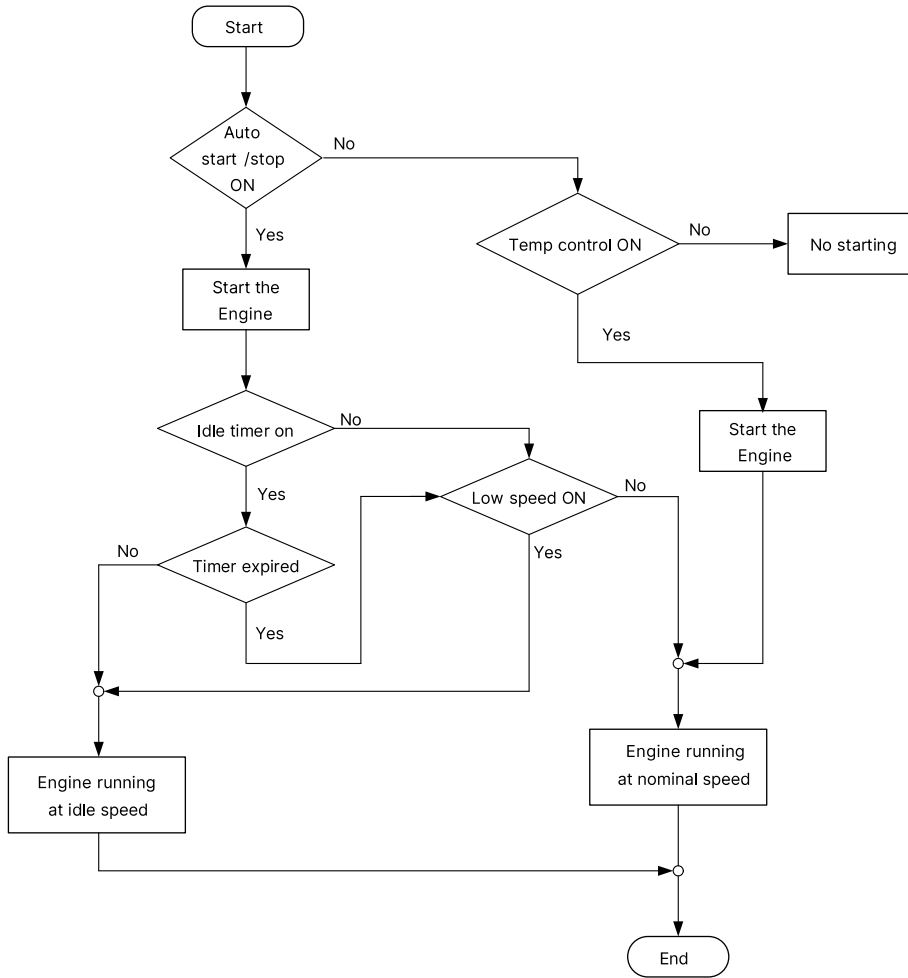 Start
Auto
start /stop
ON
No
Yes
Temp control ON
No
No starting
Start the
Engine
Yes
Idle timer on
No
Start the
Engine
Yes
Low speed ON
No
No
Timer expired
Yes
Yes
Engine running
at idle speed
Engine running
at nominal speed
End